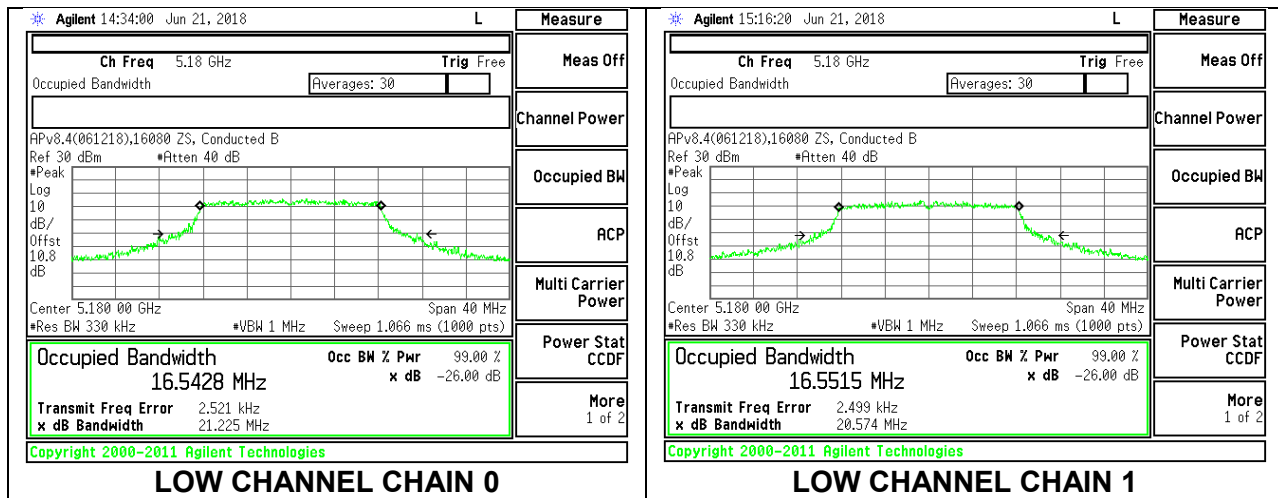 Agilent 14:34:00 Jun 21, 2018 L Measure
Ch Freq 5.18 GHz Trig Free
Occupied Bandwidth Averages: 30
APv8.4(061218),16080 ZS, Conducted B
Ref 30 dBm #Atten 40 dB
#Peak
Log
10
dB/
Offst
10.8
dB
Center 5.180 00 GHz Span 40 MHz
#Res BW 330 kHz #VBW 1 MHz Sweep 1.066 ms (1000 pts)
Occupied Bandwidth Occ BW % Pwr 99.00 %
16.5428 MHz x dB -26.00 dB
Transmit Freq Error 2.521 kHz
x dB Bandwidth 21.225 MHz
Meas Off
Channel Power
Occupied BW
ACP
Multi Carrier
Power
Power Stat
CCDF
More
1 of 2
Copyright 2000-2011 Agilent Technologies
LOW CHANNEL CHAIN 0
Agilent 15:16:20 Jun 21, 2018 L Measure
Ch Freq 5.18 GHz Trig Free
Occupied Bandwidth Averages: 30
APv8.4(061218),16080 ZS, Conducted B
Ref 30 dBm #Atten 40 dB
#Peak
Log
10
dB/
Offst
10.8
dB
Center 5.180 00 GHz Span 40 MHz
#Res BW 330 kHz #VBW 1 MHz Sweep 1.066 ms (1000 pts)
Occupied Bandwidth Occ BW % Pwr 99.00 %
16.5515 MHz x dB -26.00 dB
Transmit Freq Error 2.499 kHz
x dB Bandwidth 20.574 MHz
Meas Off
Channel Power
Occupied BW
ACP
Multi Carrier
Power
Power Stat
CCDF
More
1 of 2
Copyright 2000-2011 Agilent Technologies
LOW CHANNEL CHAIN 1